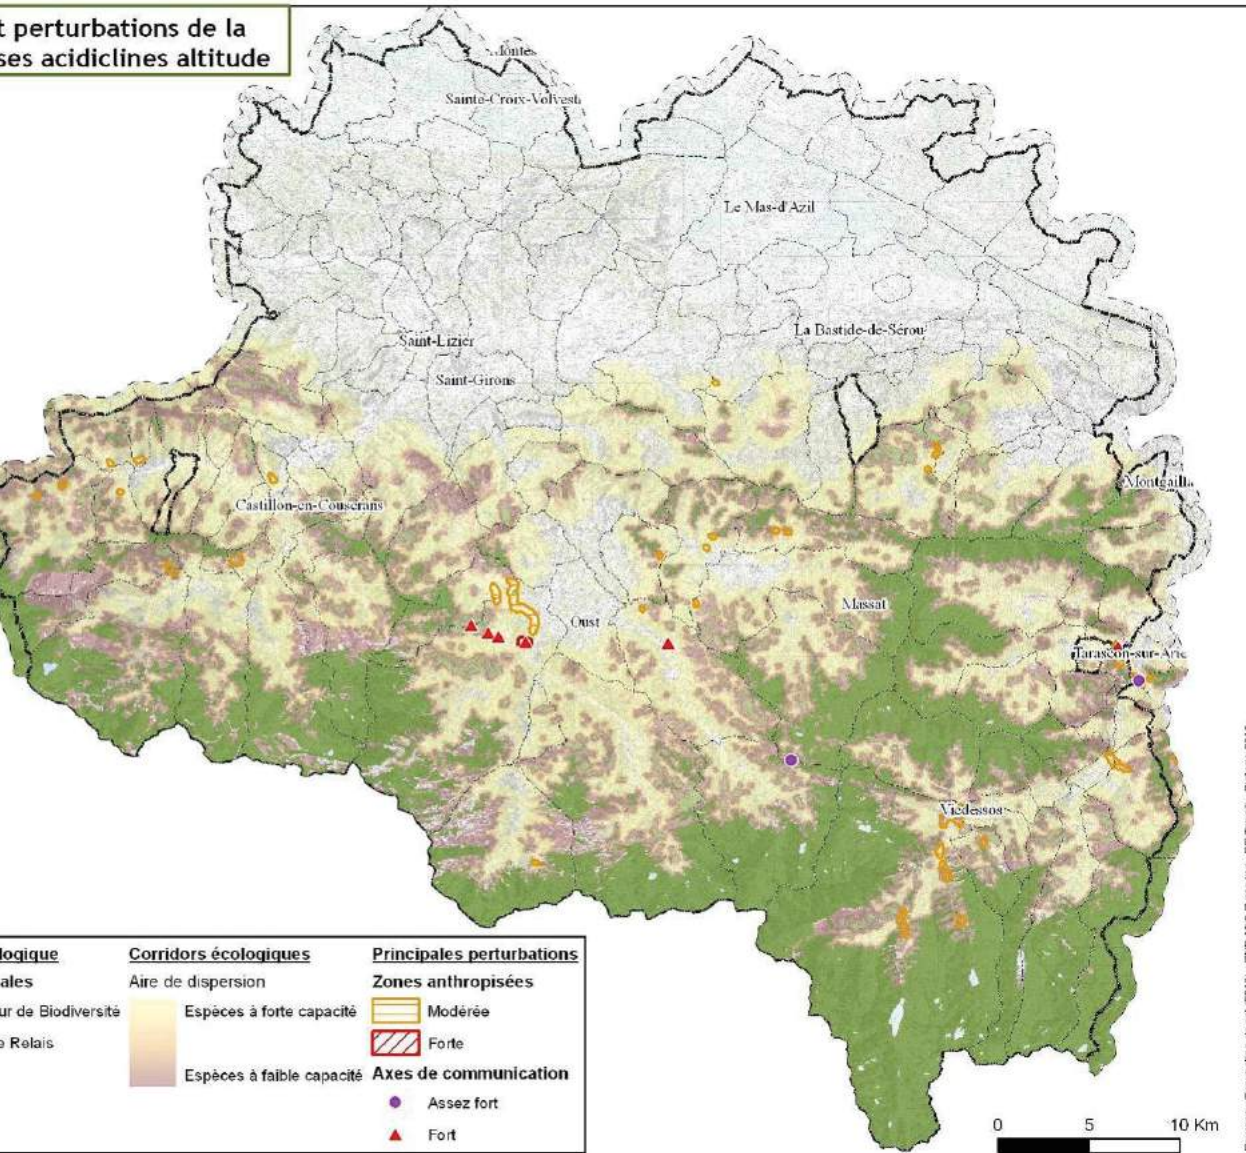 t perturbations de la
ses acidiclines altitude
Montes
Sainte-Croix-Volvest
Le Mas-d'Azil
La Bastide-de-Sérou
Saint-Lizier
Saint-Girons
Montgailla
Castillon-en-Couserans
Massat
Oust
Tarascon-sur-Arie
Vicdessos
logique
ales
ur de Biodiversité
e Relais
Corridors écologiques
Aire de dispersion
Espèces à forte capacité
Espèces à faible capacité
Principales perturbations
Zones anthropisées
Modérée
Forte
Axes de communication
Assez fort
Fort
0 5 10 Km